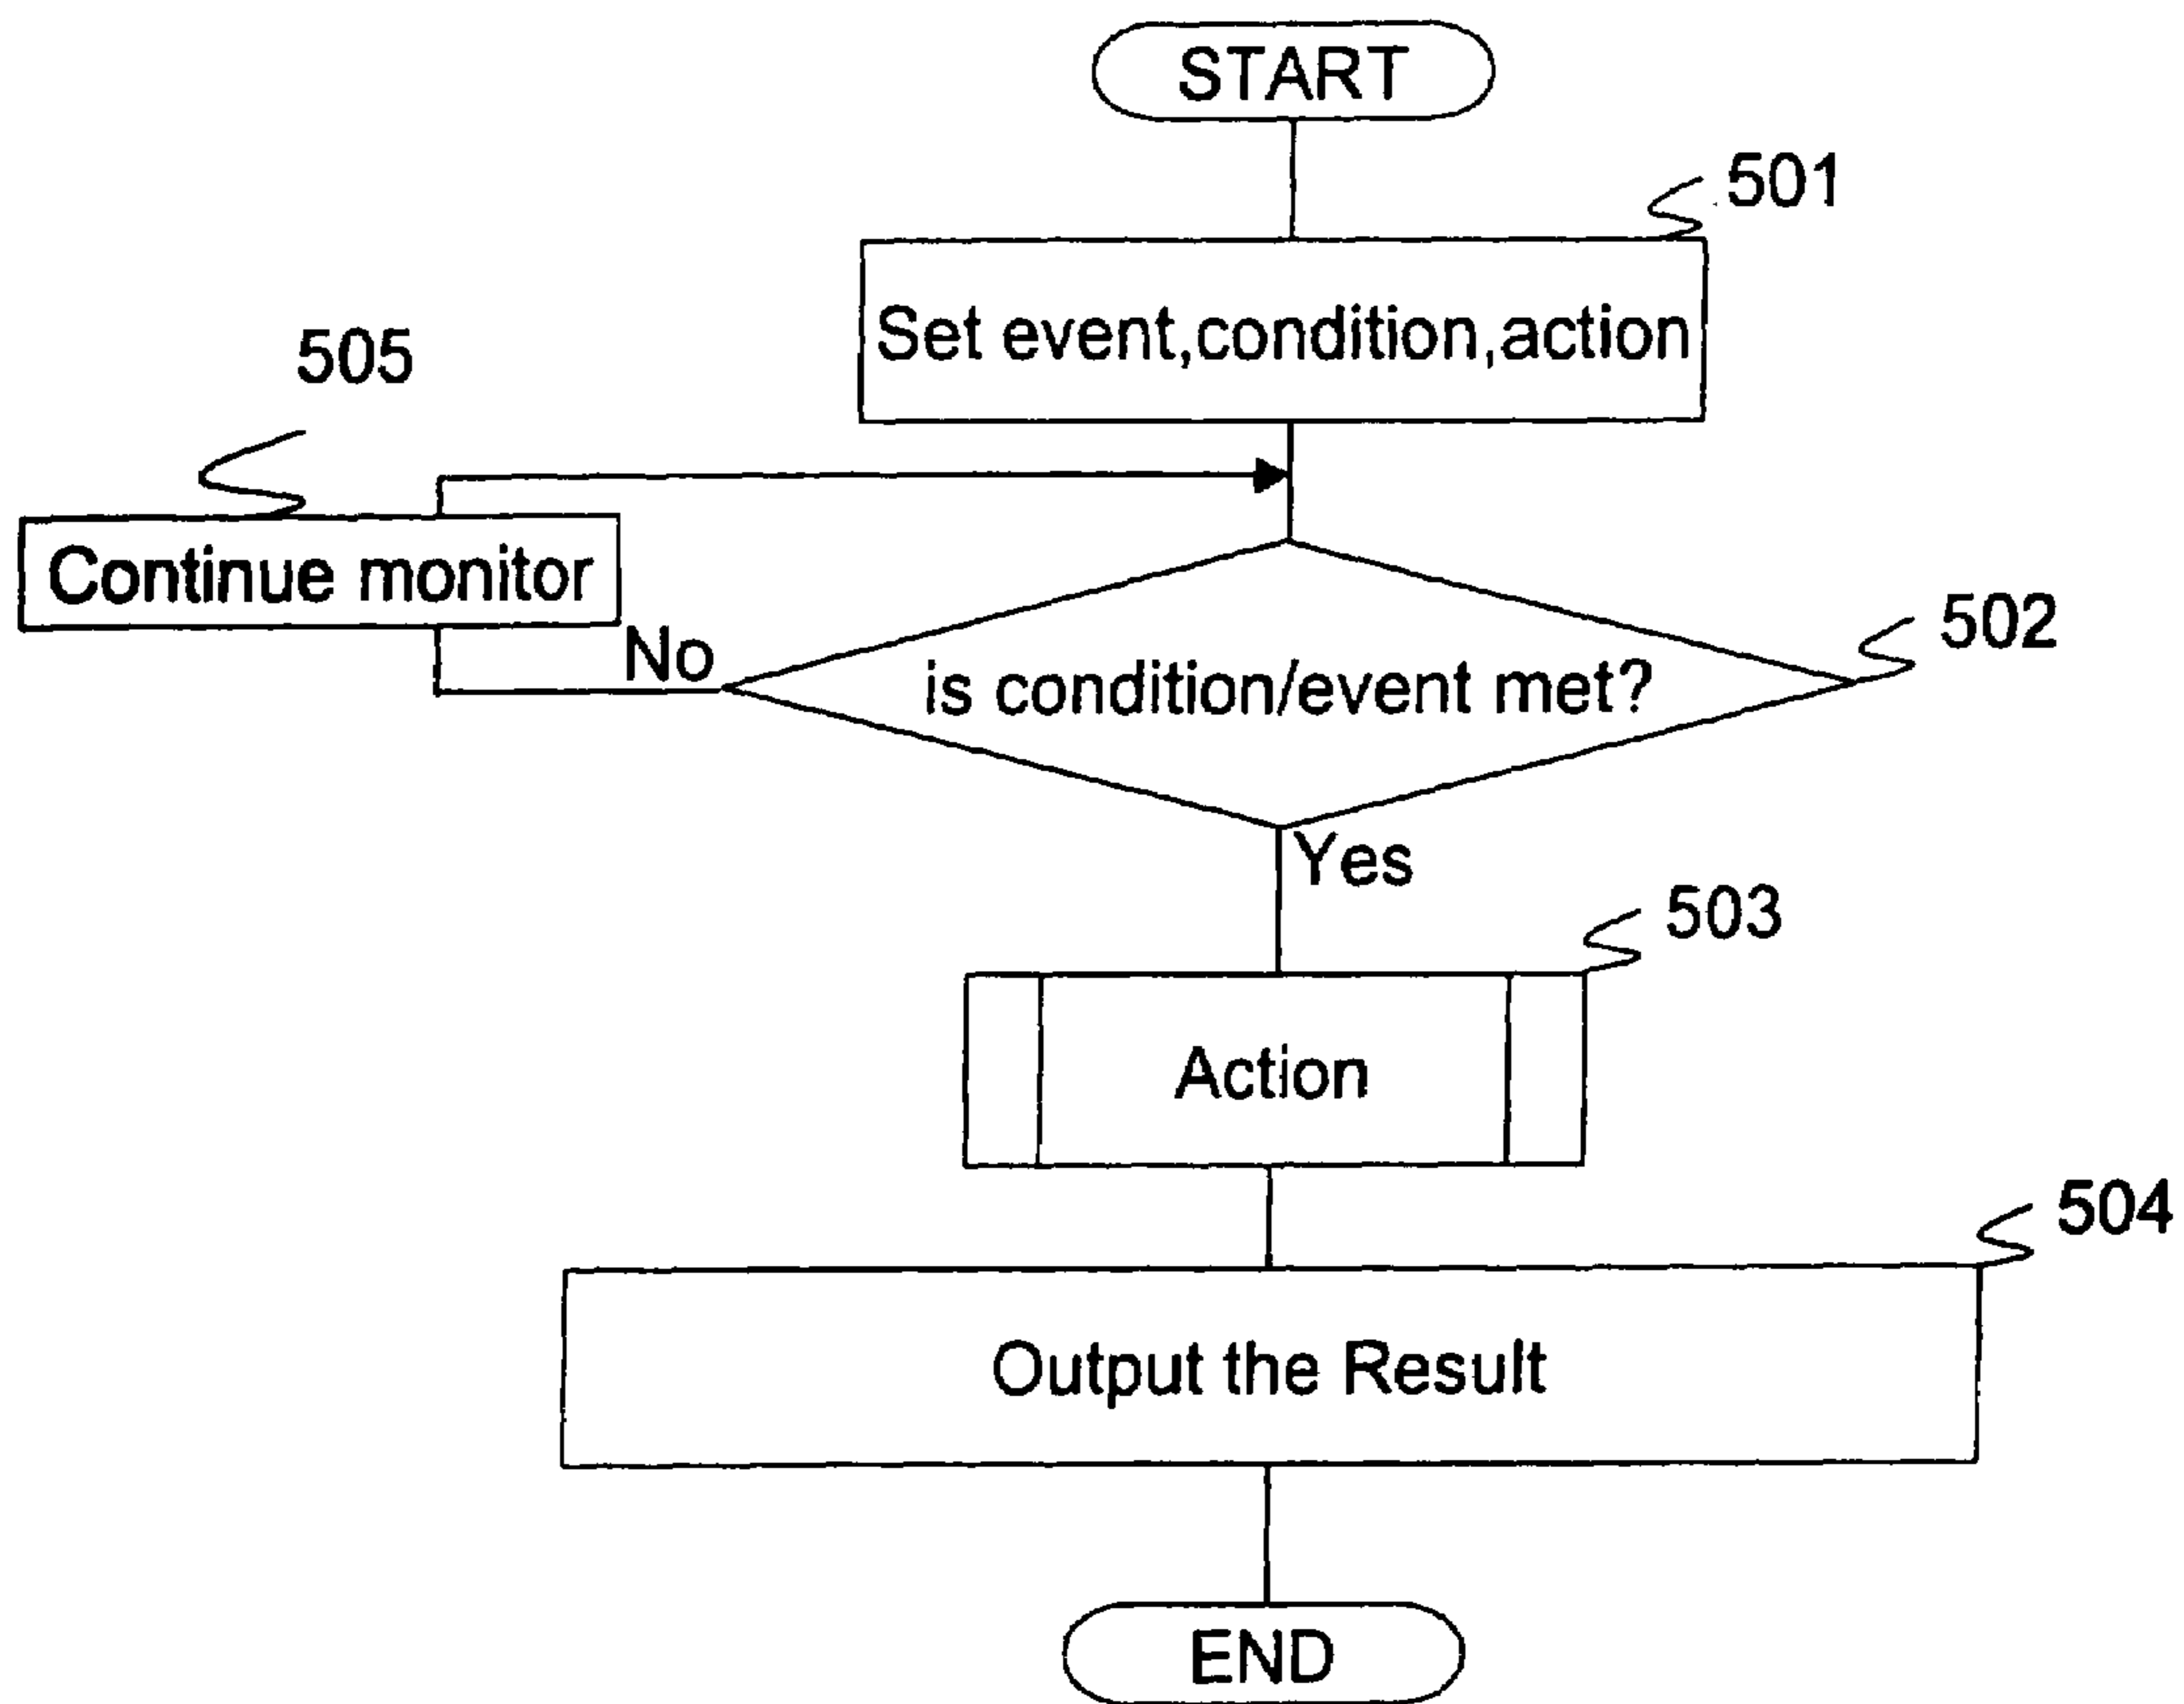 START
501
Set event,condition,action
505
Continue monitor
No
is condition/event met?
502
Yes
503
Action
504
Output the Result
END